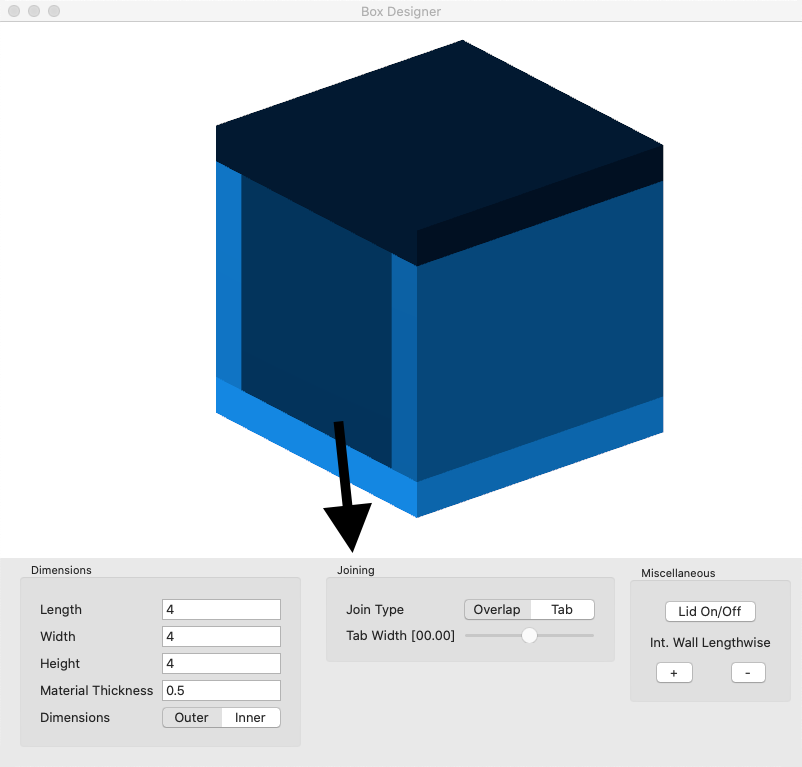 Box Designer
Dimensions
Length 4
Width 4
Height 4
Material Thickness 0.5
Dimensions Outer Inner
Joining
Join Type Overlap Tab
Tab Width [00.00]
Miscellaneous
Lid On/Off
Int. Wall Lengthwise
+ -